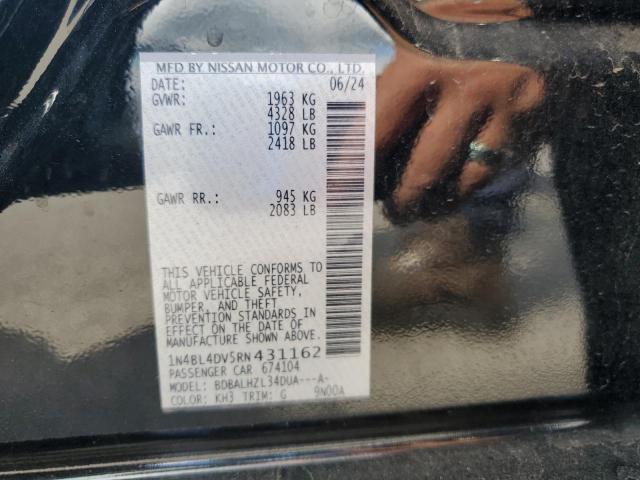 MFD BY NISSAN MOTOR CO., LTD.
DATE: 06/24
GVWR: 1963 KG
4328 LB
GAWR FR.: 1097 KG
2418 LB
GAWR RR.: 945 KG
2083 LB
THIS VEHICLE CONFORMS TO
ALL APPLICABLE FEDERAL
MOTOR VEHICLE SAFETY,
BUMPER, AND THEFT
PREVENTION STANDARDS IN
EFFECT ON THE DATE OF
MANUFACTURE SHOWN ABOVE.
1N4BL4DV5RN431162
PASSENGER CAR 674104
MODEL: BDBALHZL34DUA---A-
COLOR: KH3 TRIM: G 9N00A